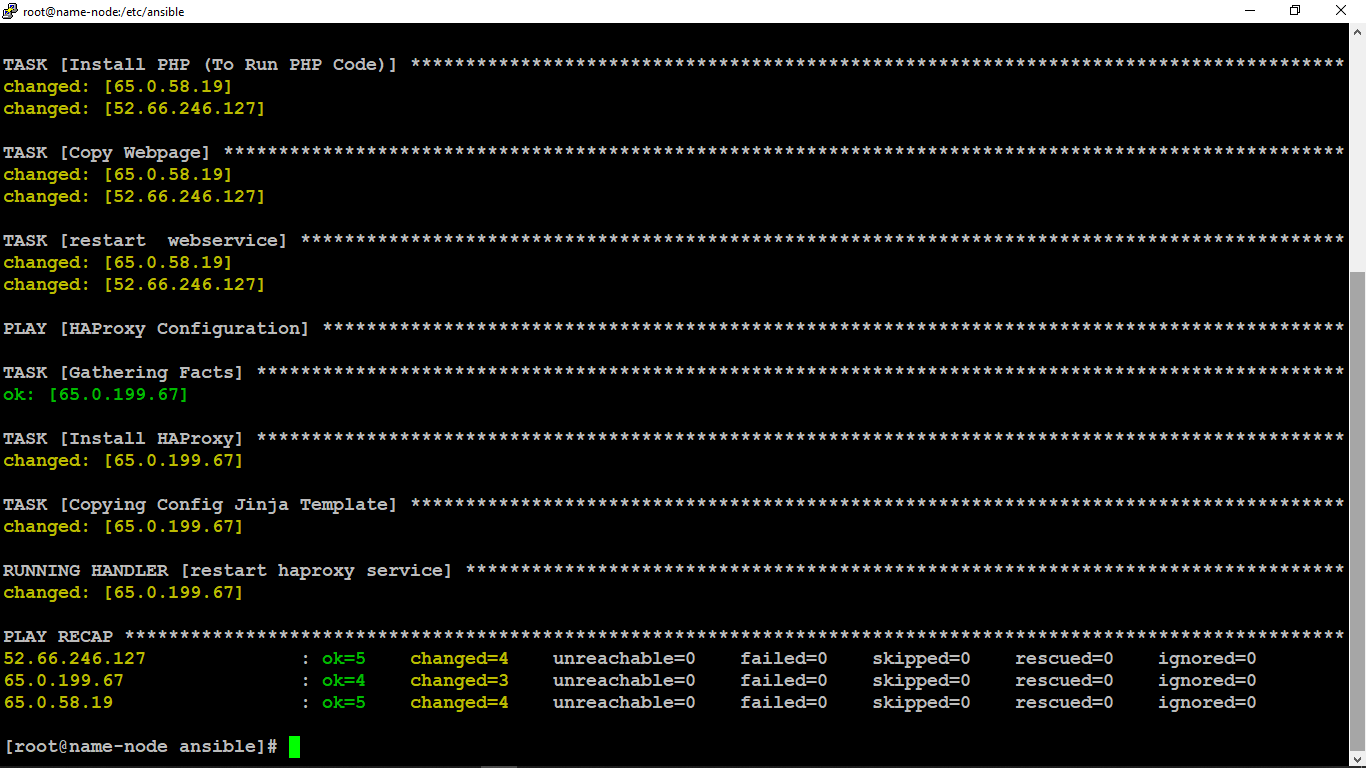 root@name-node:/etc/ansible
TASK [Install PHP (To Run PHP Code)] *************************************************************************************
changed: [65.0.58.19]
changed: [52.66.246.127]
TASK [Copy Webpage] ******************************************************************************************************
changed: [65.0.58.19]
changed: [52.66.246.127]
TASK [restart  webservice] ***********************************************************************************************
changed: [65.0.58.19]
changed: [52.66.246.127]
PLAY [HAProxy Configuration] *********************************************************************************************
TASK [Gathering Facts] ***************************************************************************************************
ok: [65.0.199.67]
TASK [Install HAProxy] ***************************************************************************************************
changed: [65.0.199.67]
TASK [Copying Config Jinja Template] *************************************************************************************
changed: [65.0.199.67]
RUNNING HANDLER [restart haproxy service] ********************************************************************************
changed: [65.0.199.67]
PLAY RECAP ***************************************************************************************************************
52.66.246.127              : ok=5    changed=4    unreachable=0    failed=0    skipped=0    rescued=0    ignored=0
65.0.199.67                : ok=4    changed=3    unreachable=0    failed=0    skipped=0    rescued=0    ignored=0
65.0.58.19                 : ok=5    changed=4    unreachable=0    failed=0    skipped=0    rescued=0    ignored=0
[root@name-node ansible]#